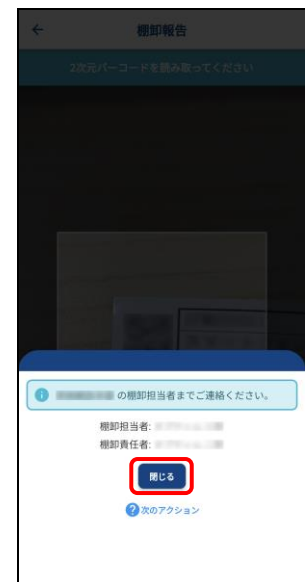 棚卸報告
2次元バーコードを読み取ってください
の棚卸担当者までご連絡ください。
棚卸担当者:
棚卸責任者:
閉じる
次のアクション